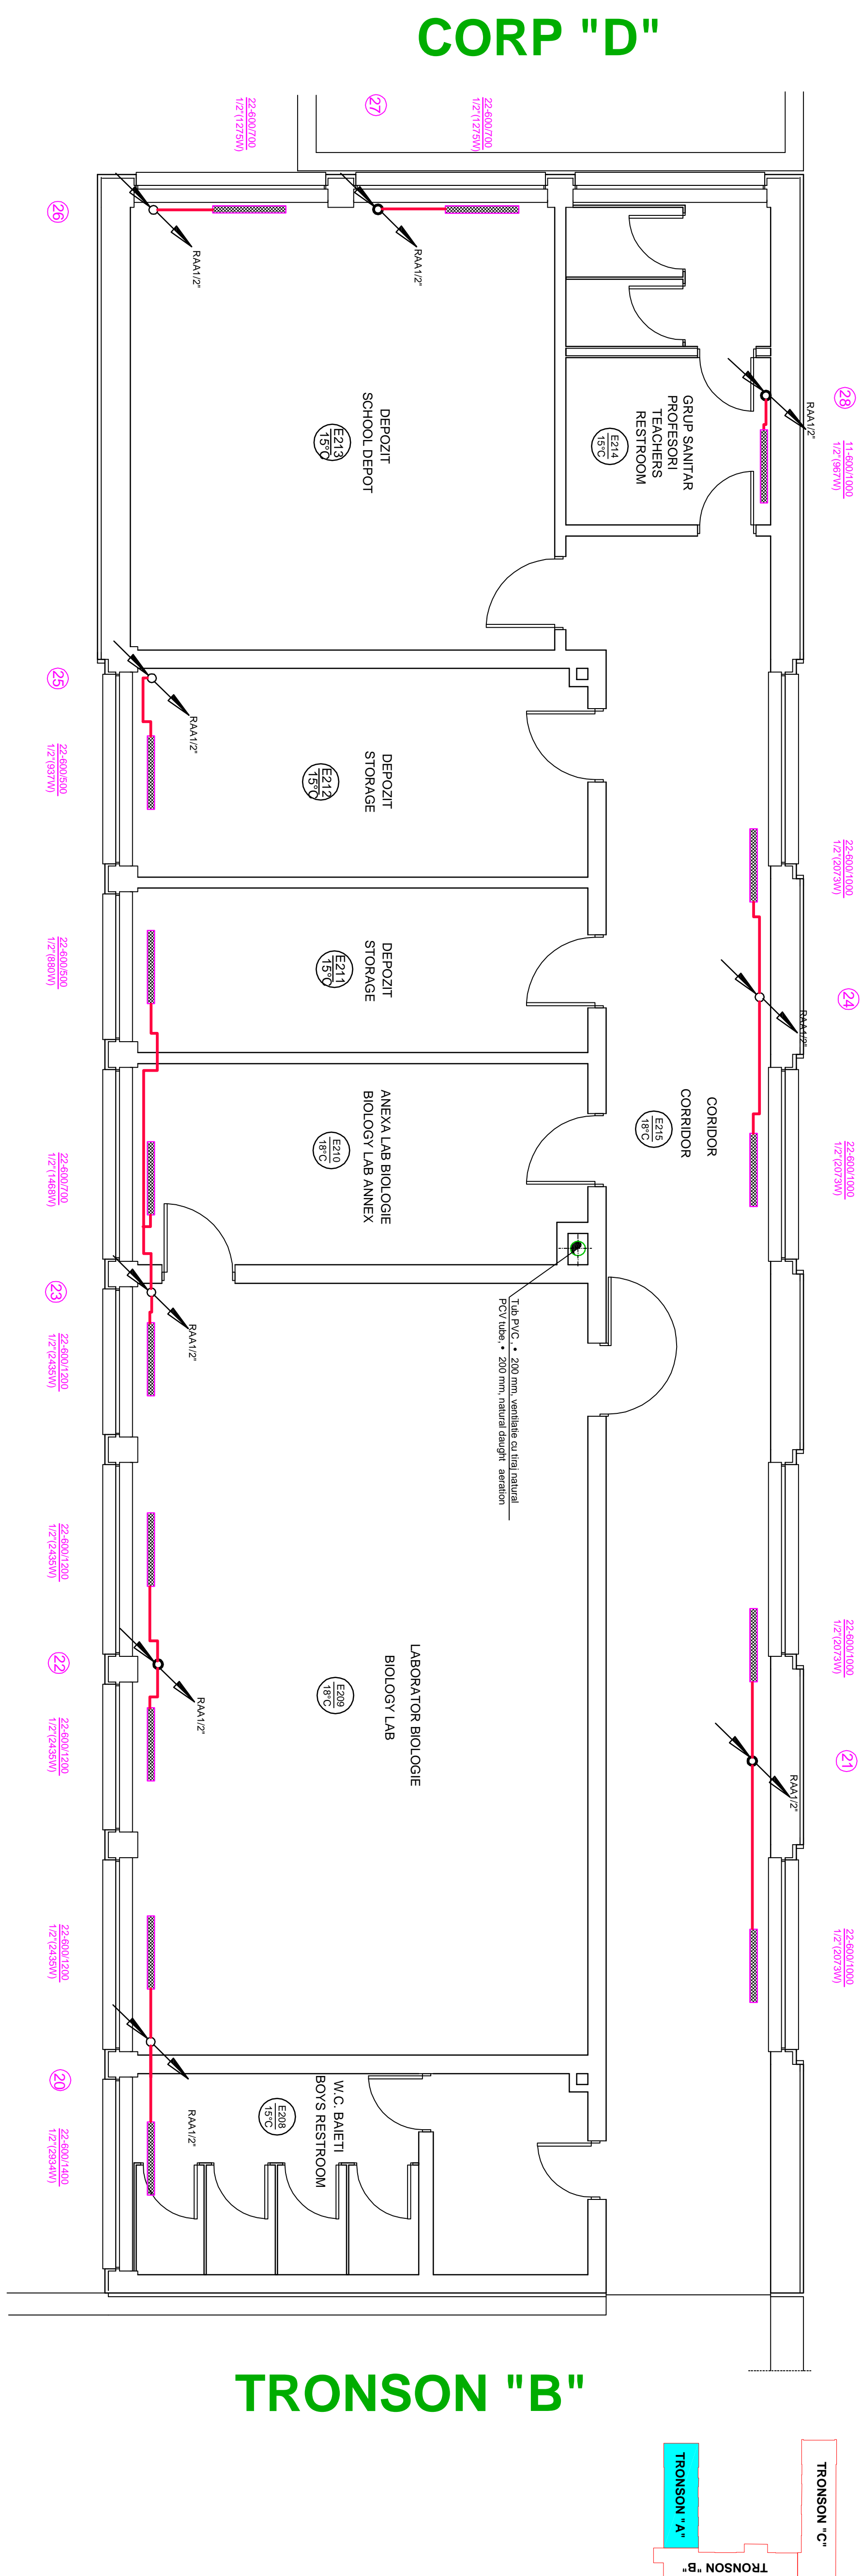 CORP "D"
22-600/700
1/2"(1275W)
27
22-600/700
1/2"(1275W)
26
RAA1/2"
RAA1/2"
28
RAA1/2"
11-600/1000
1/2"(967W)
GRUP SANITAR
PROFESORI
TEACHERS
RESTROOM
E214
15°C
DEPOZIT
SCHOOL DEPOT
E213
15°C
25
RAA1/2"
22-600/500
1/2"(937W)
DEPOZIT
STORAGE
E212
15°C
22-600/1000
1/2"(2073W)
24
RAA1/2"
22-600/500
1/2"(880W)
DEPOZIT
STORAGE
E211
15°C
CORIDOR
CORRIDOR
E215
18°C
22-600/1000
1/2"(2073W)
ANEXA LAB BIOLOGIE
BIOLOGY LAB ANNEX
E210
18°C
22-600/700
1/2"(1468W)
23
RAA1/2"
22-600/1200
1/2"(2435W)
Tub PVC , • 200 mm, ventilatie cu tiraj natural
PCV tube, • 200 mm, natural daught aeration
22-600/1200
1/2"(2435W)
22
RAA1/2"
22-600/1200
1/2"(2435W)
LABORATOR BIOLOGIE
BIOLOGY LAB
E209
18°C
22-600/1000
1/2"(2073W)
21
RAA1/2"
22-600/1000
1/2"(2073W)
22-600/1200
1/2"(2435W)
20
RAA1/2"
22-600/1400
1/2"(2934W)
W.C. BAIETI
BOYS RESTROOM
E208
15°C
TRONSON "B"
TRONSON "C"
TRONSON "A"
TRONSON "B"